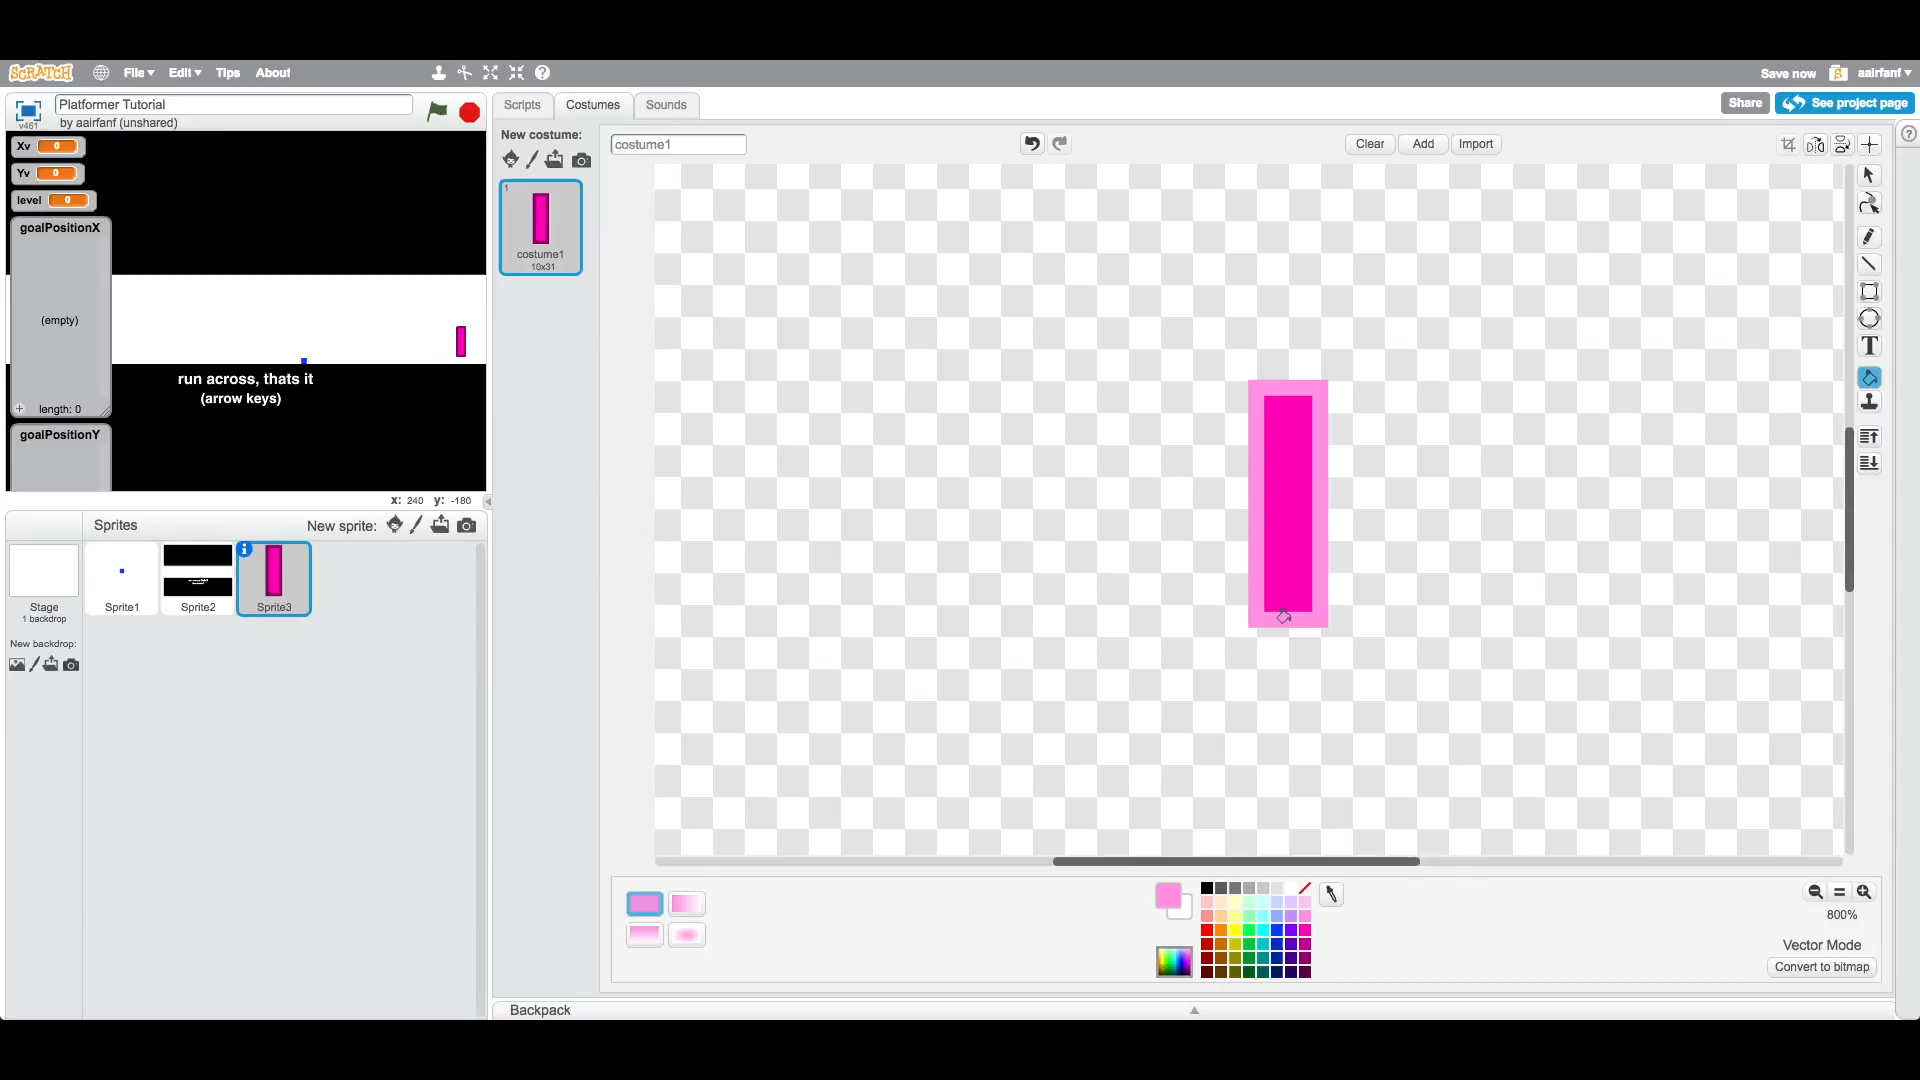 SCRATCH
File
Edit
Tips
About
Save now
S
aairfanf
v461
Platformer Tutorial
by aairfanf (unshared)
Scripts
Costumes
Sounds
Share
See project page
Xv 0
Yv 0
level 0
goalPositionX
(empty)
+ length: 0
goalPositionY
run across, thats it
(arrow keys)
x: 240 y: -180
New costume:
costume1
Clear
Add
Import
1
costume1
10x31
T
Sprites
New sprite:
Stage
1 backdrop
New backdrop:
Sprite1
Sprite2
i
Sprite3
800%
Vector Mode
Convert to bitmap
Backpack